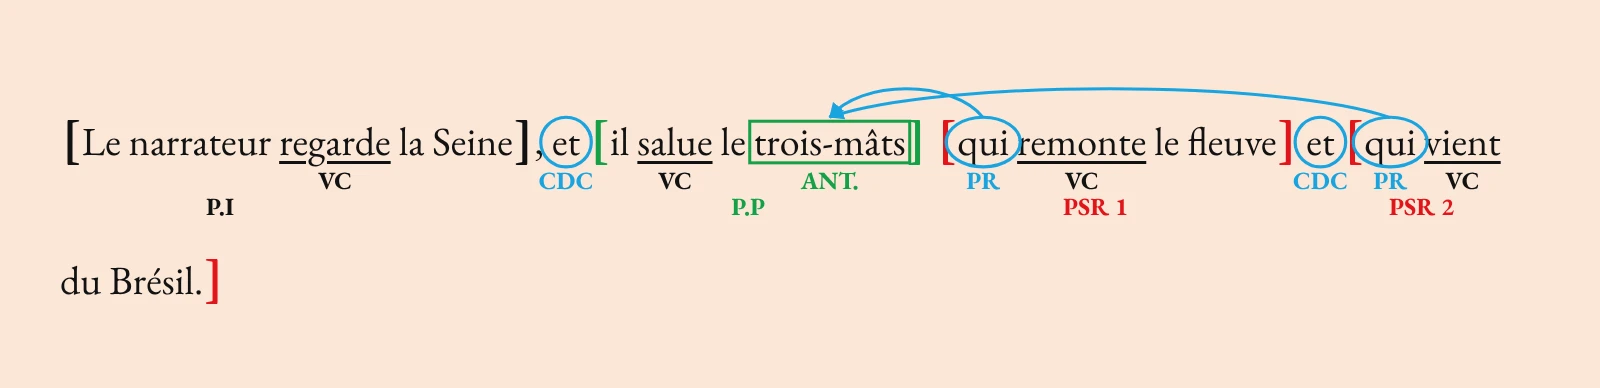 [Le narrateur regarde la Seine], et [il salue le trois-mâts] [qui remonte le fleuve] et [qui vient
VC CDC VC ANT. PR VC CDC PR VC
P.I P.P PSR 1 PSR 2
du Brésil.]